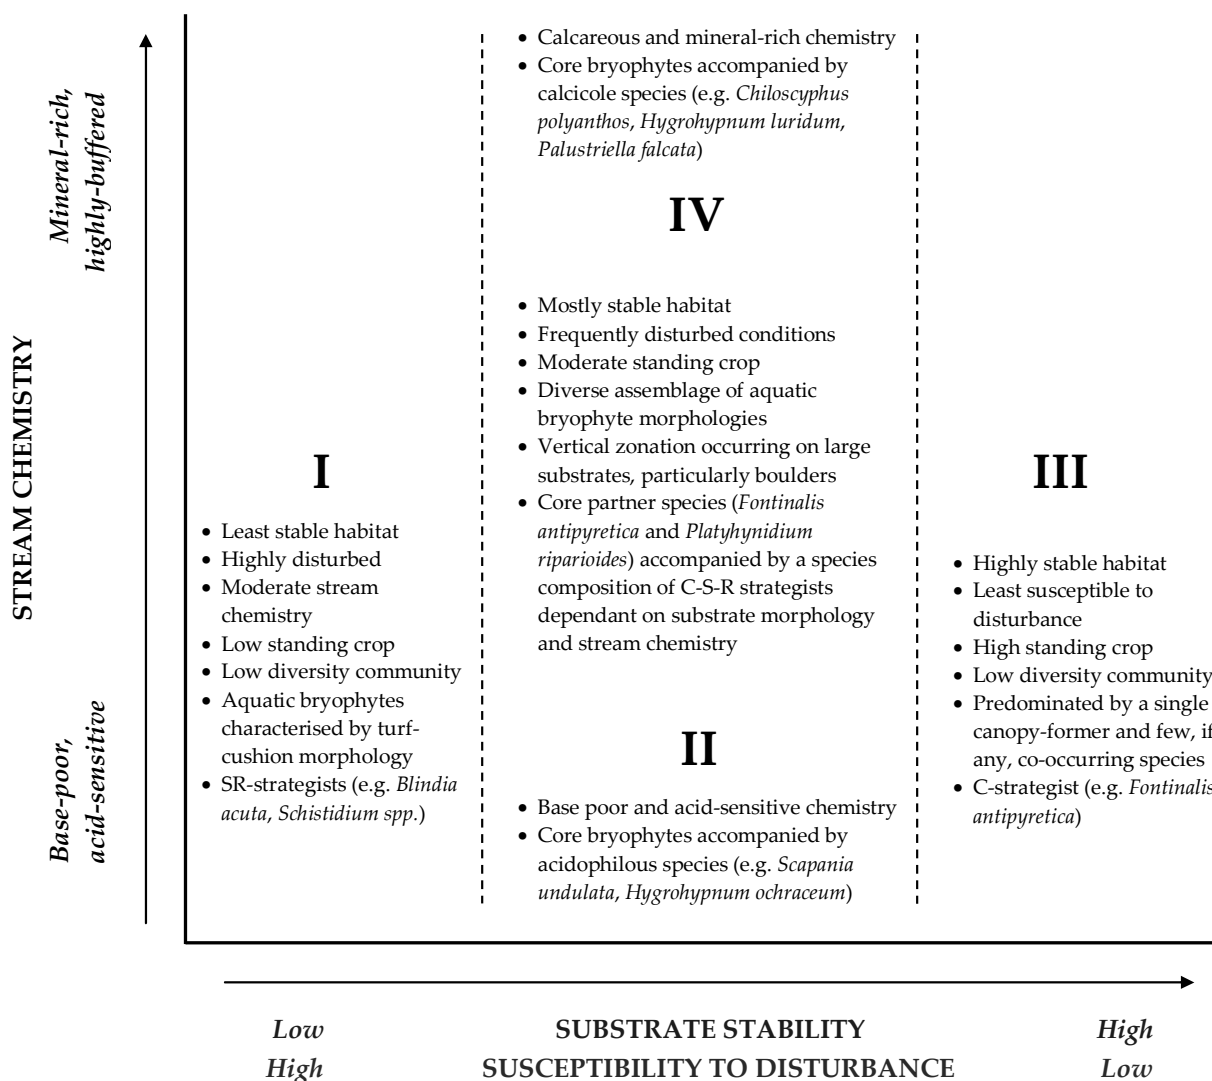 Mineral-rich,
highly-buffered
STREAM CHEMISTRY
Base-poor,
acid-sensitive
I
• Least stable habitat
• Highly disturbed
• Moderate stream
chemistry
• Low standing crop
• Low diversity community
• Aquatic bryophytes
characterised by turf-
cushion morphology
• SR-strategists (e.g. Blindia
acuta, Schistidium spp.)
• Calcareous and mineral-rich chemistry
• Core bryophytes accompanied by
calcicole species (e.g. Chiloscyphus
polyanthos, Hygrohypnum luridum,
Palustriella falcata)
IV
• Mostly stable habitat
• Frequently disturbed conditions
• Moderate standing crop
• Diverse assemblage of aquatic
bryophyte morphologies
• Vertical zonation occurring on large
substrates, particularly boulders
• Core partner species (Fontinalis
antipyretica and Platyhynidium
riparioides) accompanied by a species
composition of C-S-R strategists
dependant on substrate morphology
and stream chemistry
II
• Base poor and acid-sensitive chemistry
• Core bryophytes accompanied by
acidophilous species (e.g. Scapania
undulata, Hygrohypnum ochraceum)
III
• Highly stable habitat
• Least susceptible to
disturbance
• High standing crop
• Low diversity community
• Predominated by a single
canopy-former and few, if
any, co-occurring species
• C-strategist (e.g. Fontinalis
antipyretica)
Low SUBSTRATE STABILITY High
High SUSCEPTIBILITY TO DISTURBANCE Low